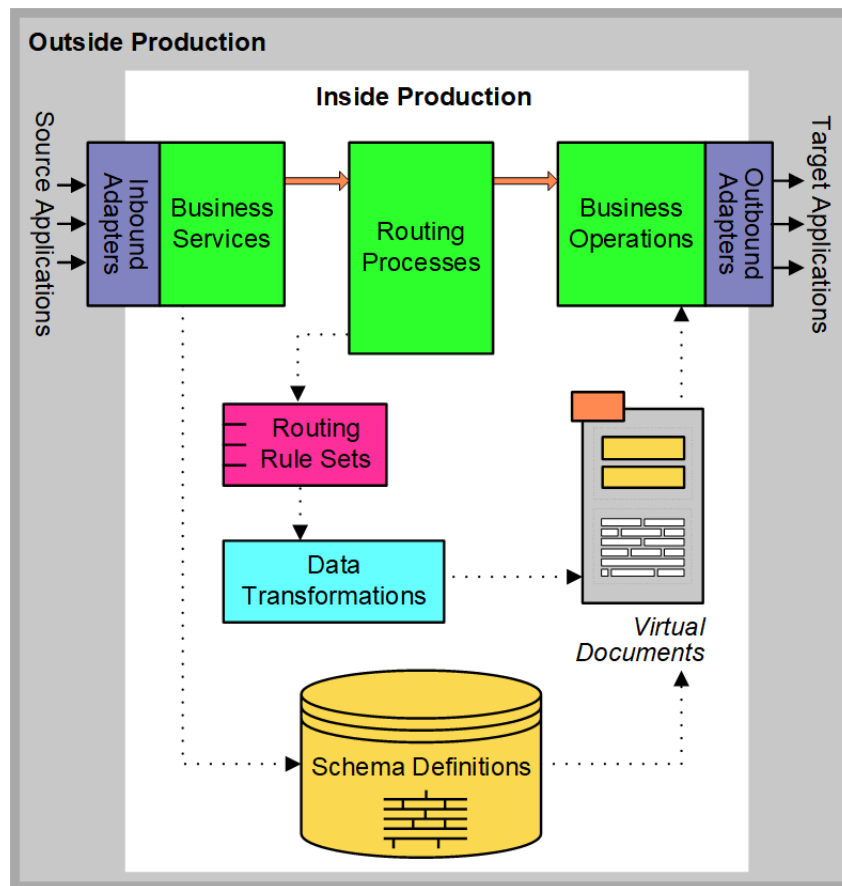 Outside Production
Inside Production
Source Applications
Inbound
Adapters
Business
Services
Routing
Processes
Business
Operations
Outbound
Adapters
Target Applications
Routing
Rule Sets
Data
Transformations
Virtual
Documents
Schema Definitions